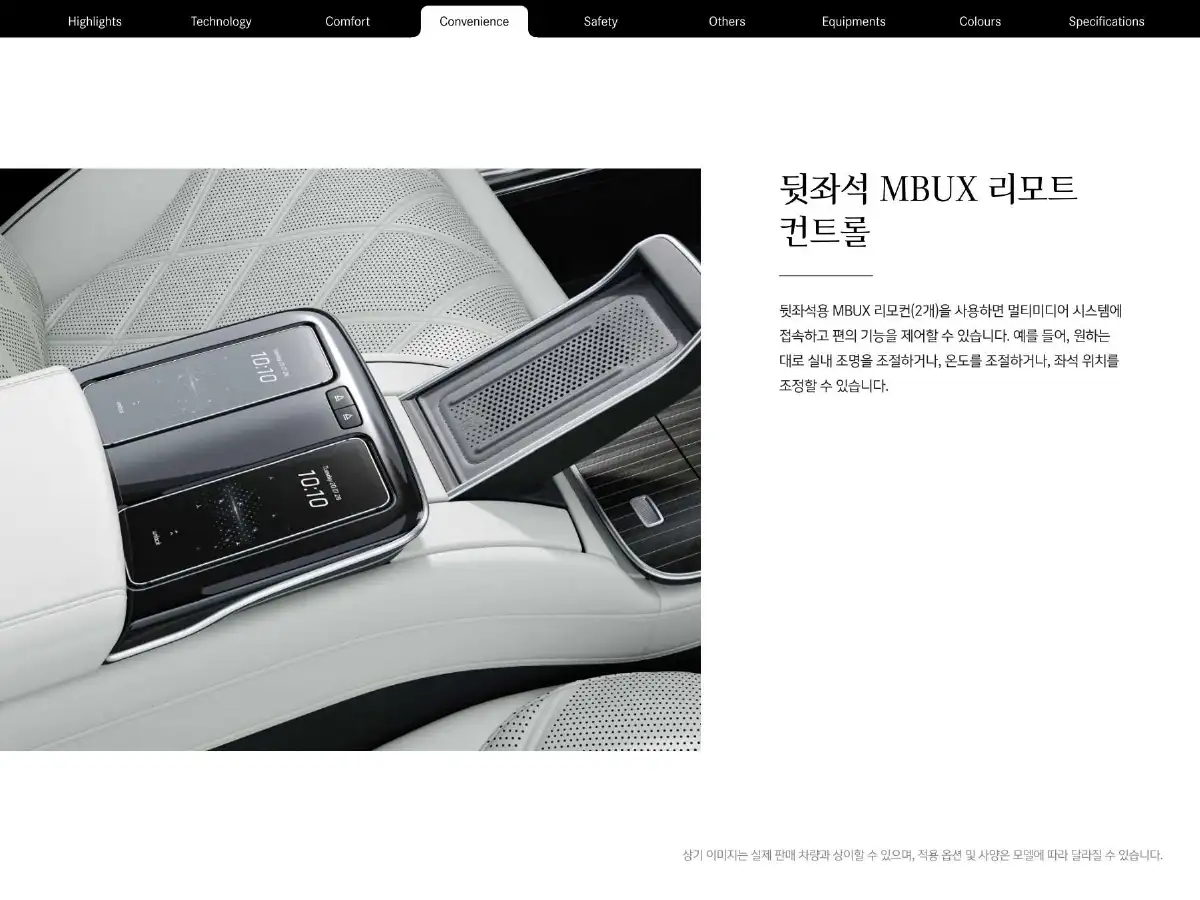 Highlights
Technology
Comfort
Convenience
Safety
Others
Equipments
Colours
Specifications
뒷좌석 MBUX 리모트
컨트롤
뒷좌석용 MBUX 리모컨(2개)을 사용하면 멀티미디어 시스템에
접속하고 편의 기능을 제어할 수 있습니다. 예를 들어, 원하는
대로 실내 조명을 조절하거나, 온도를 조절하거나, 좌석 위치를
조정할 수 있습니다.
10:10
10:10
상기 이미지는 실제 판매 차량과 상이할 수 있으며, 적용 옵션 및 사양은 모델에 따라 달라질 수 있습니다.